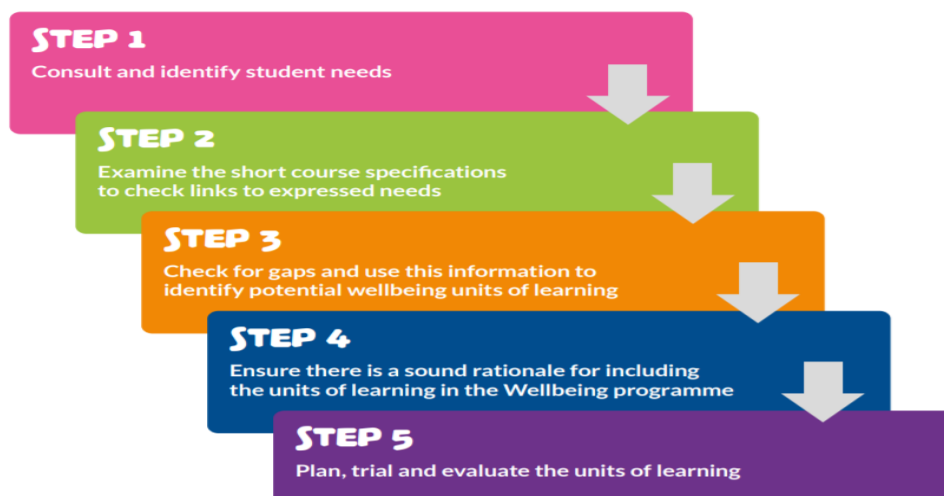 STEP 1
Consult and identify student needs
STEP 2
Examine the short course specifications
to check links to expressed needs
STEP 3
Check for gaps and use this information to
identify potential wellbeing units of learning
STEP 4
Ensure there is a sound rationale for including
the units of learning in the Wellbeing programme
STEP 5
Plan, trial and evaluate the units of learning